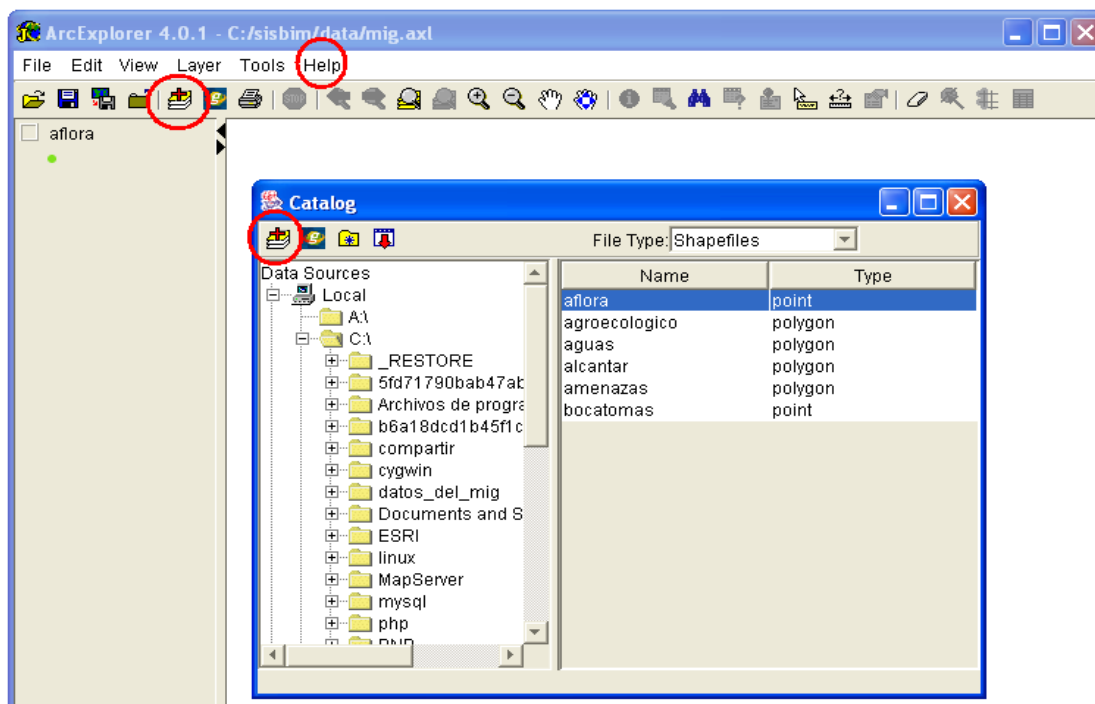 ArcExplorer 4.0.1 - C:/sisbim/data/mig.axl
File Edit View Layer Tools Help
STOP
aflora
Catalog
File Type: Shapefiles
Data Sources
Local
A:\
C:\
_RESTORE
5fd71790bab47ab
Archivos de progra
b6a18dcd1b45f1c
compartir
cygwin
datos_del_mig
Documents and S
ESRI
linux
MapServer
mysql
php
Name Type
aflora point
agroecologico polygon
aguas polygon
alcantar polygon
amenazas polygon
bocatomas point